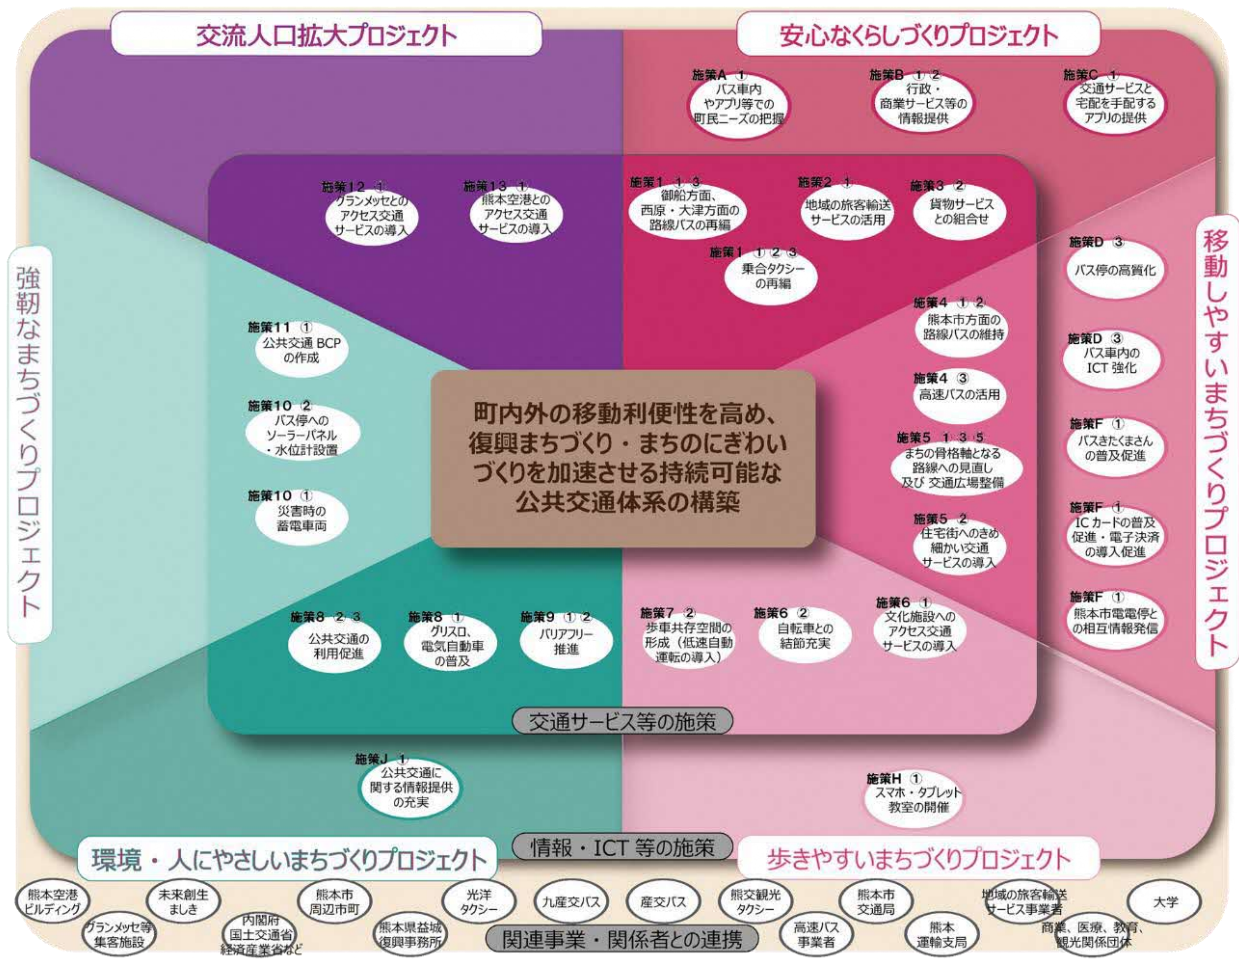 交流人口拡大プロジェクト
安心なくらしづくりプロジェクト
施策A ①
バス車内
やアプリ等での
町民ニーズの把握
施策B ① ②
行政・
商業サービス等の
情報提供
施策C ①
交通サービスと
宅配を手配する
アプリの提供
施策12 ①
グランメッセとの
アクセス交通
サービスの導入
施策13 ①
熊本空港との
アクセス交通
サービスの導入
施策1 ① ③
御船方面、
西原・大津方面の
路線バスの再編
施策2 ①
地域の旅客輸送
サービスの活用
施策3 ②
貨物サービス
との組合せ
施策1 ① ② ③
乗合タクシー
の再編
強靭なまちづくりプロジェクト
移動しやすいまちづくりプロジェクト
施策11 ①
公共交通 BCP
の作成
施策10 ②
バス停への
ソーラーパネル
・水位計設置
施策10 ①
災害時の
蓄電車両
町内外の移動利便性を高め、
復興まちづくり・まちのにぎわい
づくりを加速させる持続可能な
公共交通体系の構築
施策4 ① ②
熊本市方面の
路線バスの維持
施策4 ③
高速バスの活用
施策5 1 3 5
まちの骨格軸となる
路線への見直し
及び 交通広場整備
施策5 2
住宅街へのきめ
細かい交通
サービスの導入
施策D ③
バス停の高質化
施策D ③
バス車内の
ICT 強化
施策F ①
バスきたくまさん
の普及促進
施策F ①
IC カードの普及
促進・電子決済
の導入促進
施策F ①
熊本市電電停と
の相互情報発信
施策8 2 3
公共交通の
利用促進
施策8 ①
グリスロ、
電気自動車
の普及
施策9 ① ②
バリアフリー
推進
施策7 ②
歩車共存空間の
形成（低速自動
運転の導入）
施策6 ②
自転車との
結節充実
施策6 ①
文化施設への
アクセス交通
サービスの導入
交通サービス等の施策
施策J ①
公共交通に
関する情報提供
の充実
施策H ①
スマホ・タブレット
教室の開催
環境・人にやさしいまちづくりプロジェクト
情報・ICT 等の施策
歩きやすいまちづくりプロジェクト
熊本空港
ビルディング
未来創生
ましき
熊本市
周辺市町
光洋
タクシー
九産交バス
産交バス
熊交観光
タクシー
熊本市
交通局
地域の旅客輸送
サービス事業者
大学
グランメッセ等
集客施設
内閣府
国土交通省
経済産業省など
熊本県益城
復興事務所
関連事業・関係者との連携
高速バス
事業者
熊本
運輸支局
商業、医療、教育、
観光関係団体